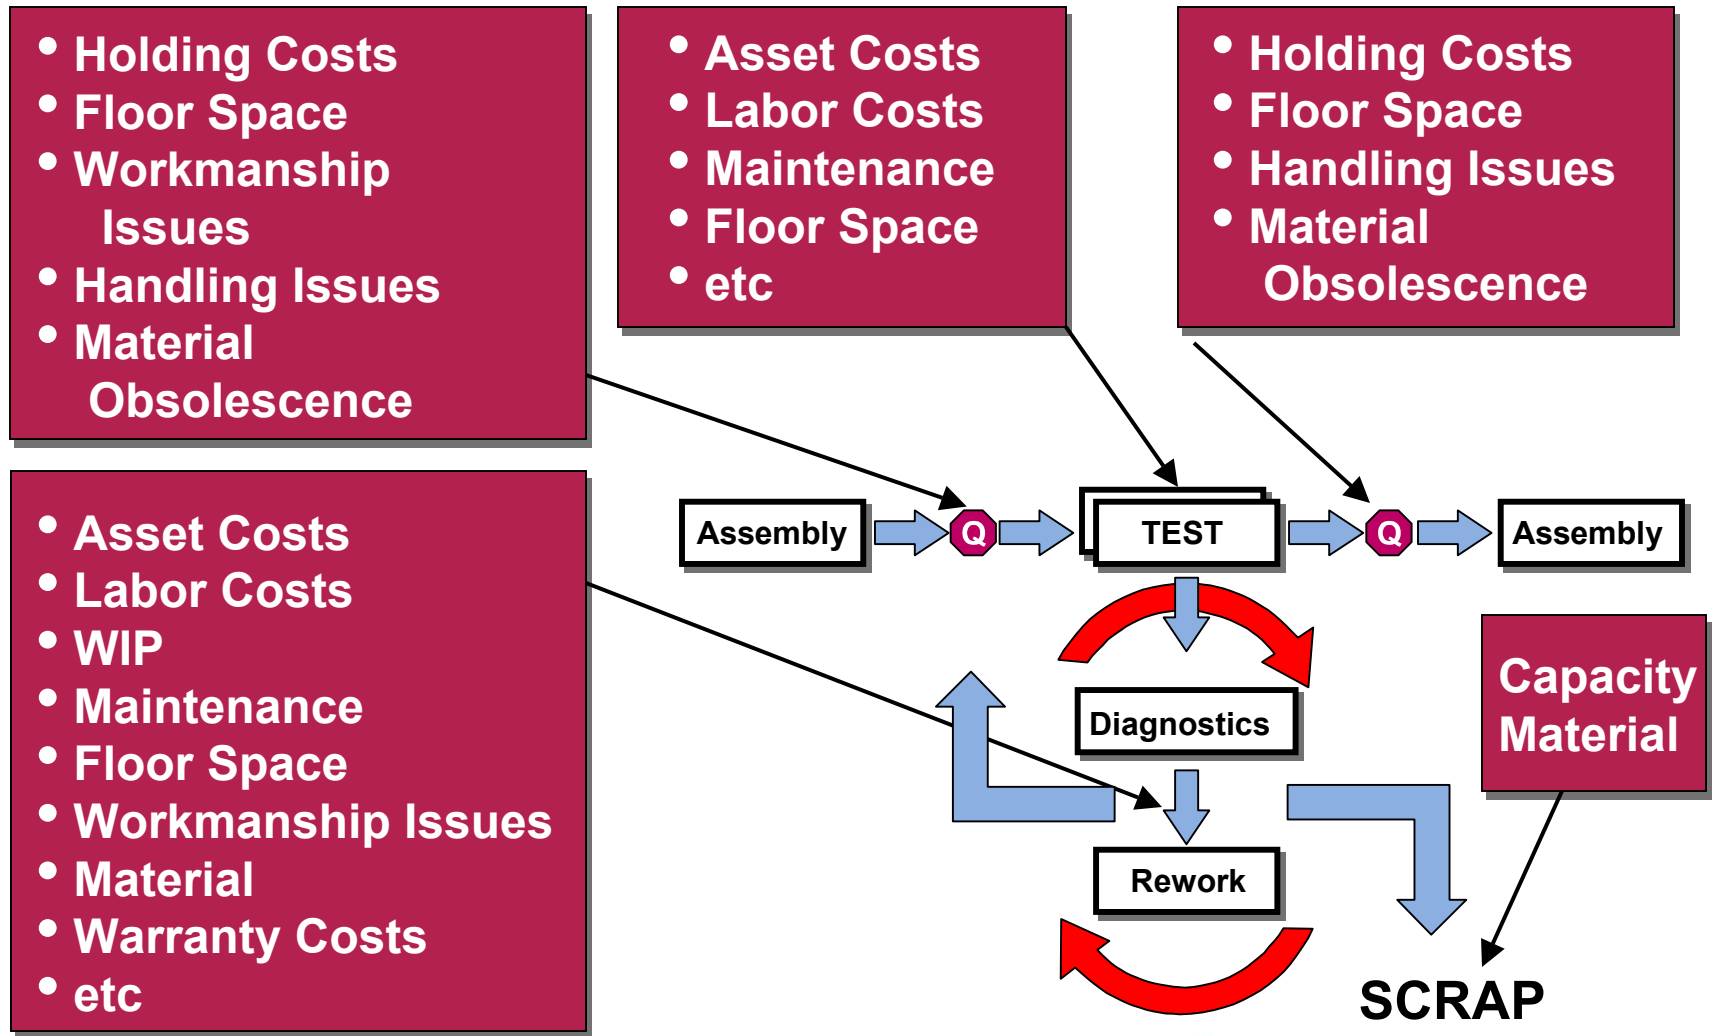 • Holding Costs
• Floor Space
• Workmanship
Issues
• Handling Issues
• Material
Obsolescence
• Asset Costs
• Labor Costs
• Maintenance
• Floor Space
• etc
• Holding Costs
• Floor Space
• Handling Issues
• Material
Obsolescence
• Asset Costs
• Labor Costs
• WIP
• Maintenance
• Floor Space
• Workmanship Issues
• Material
• Warranty Costs
• etc
Assembly
Q
TEST
Q
Assembly
Diagnostics
Rework
Capacity
Material
SCRAP